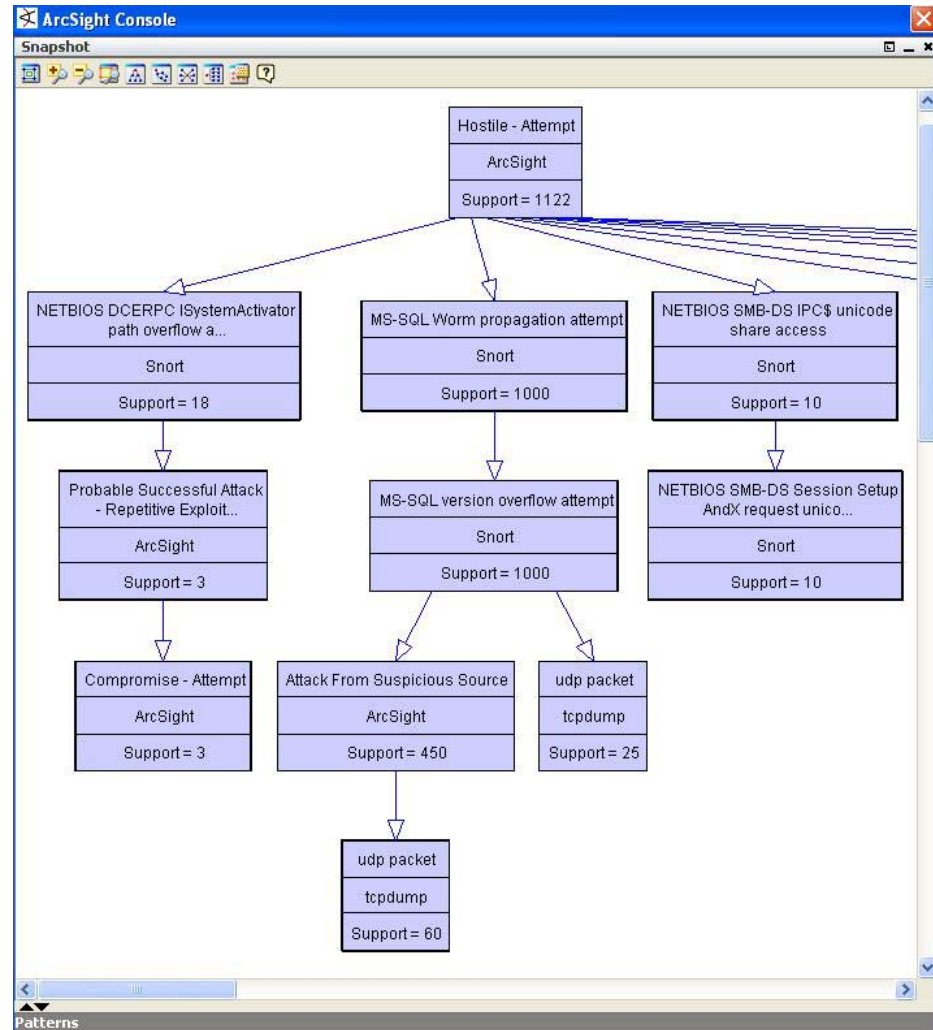 ArcSight Console
Snapshot
Hostile - Attempt
ArcSight
Support = 1122
NETBIOS DCERPC ISystemActivator
path overflow a...
Snort
Support = 18
MS-SQL Worm propagation attempt
Snort
Support = 1000
NETBIOS SMB-DS IPC$ unicode
share access
Snort
Support = 10
Probable Successful Attack
- Repetitive Exploit...
ArcSight
Support = 3
MS-SQL version overflow attempt
Snort
Support = 1000
NETBIOS SMB-DS Session Setup
AndX request unico...
Snort
Support = 10
Compromise - Attempt
ArcSight
Support = 3
Attack From Suspicious Source
ArcSight
Support = 450
udp packet
tcpdump
Support = 25
udp packet
tcpdump
Support = 60
Patterns